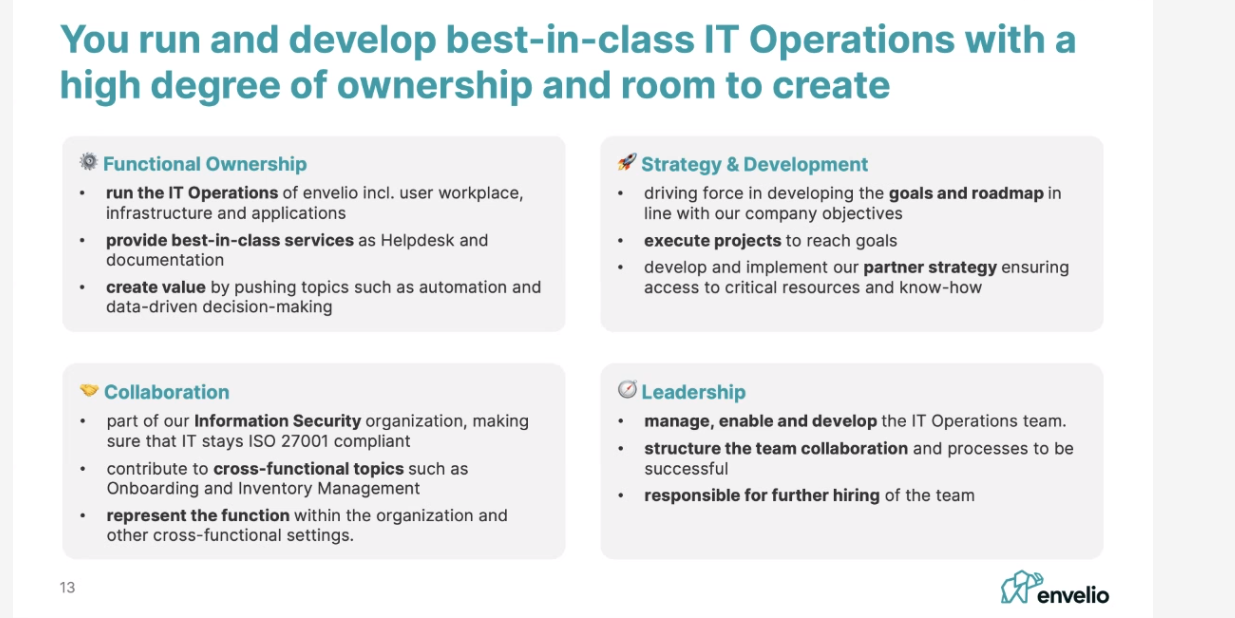 You run and develop best-in-class IT Operations with a
high degree of ownership and room to create
Functional Ownership
• run the IT Operations of envelio incl. user workplace,
infrastructure and applications
• provide best-in-class services as Helpdesk and
documentation
• create value by pushing topics such as automation and
data-driven decision-making
Strategy & Development
• driving force in developing the goals and roadmap in
line with our company objectives
• execute projects to reach goals
• develop and implement our partner strategy ensuring
access to critical resources and know-how
Collaboration
• part of our Information Security organization, making
sure that IT stays ISO 27001 compliant
• contribute to cross-functional topics such as
Onboarding and Inventory Management
• represent the function within the organization and
other cross-functional settings.
Leadership
• manage, enable and develop the IT Operations team.
• structure the team collaboration and processes to be
successful
• responsible for further hiring of the team
13
envelio